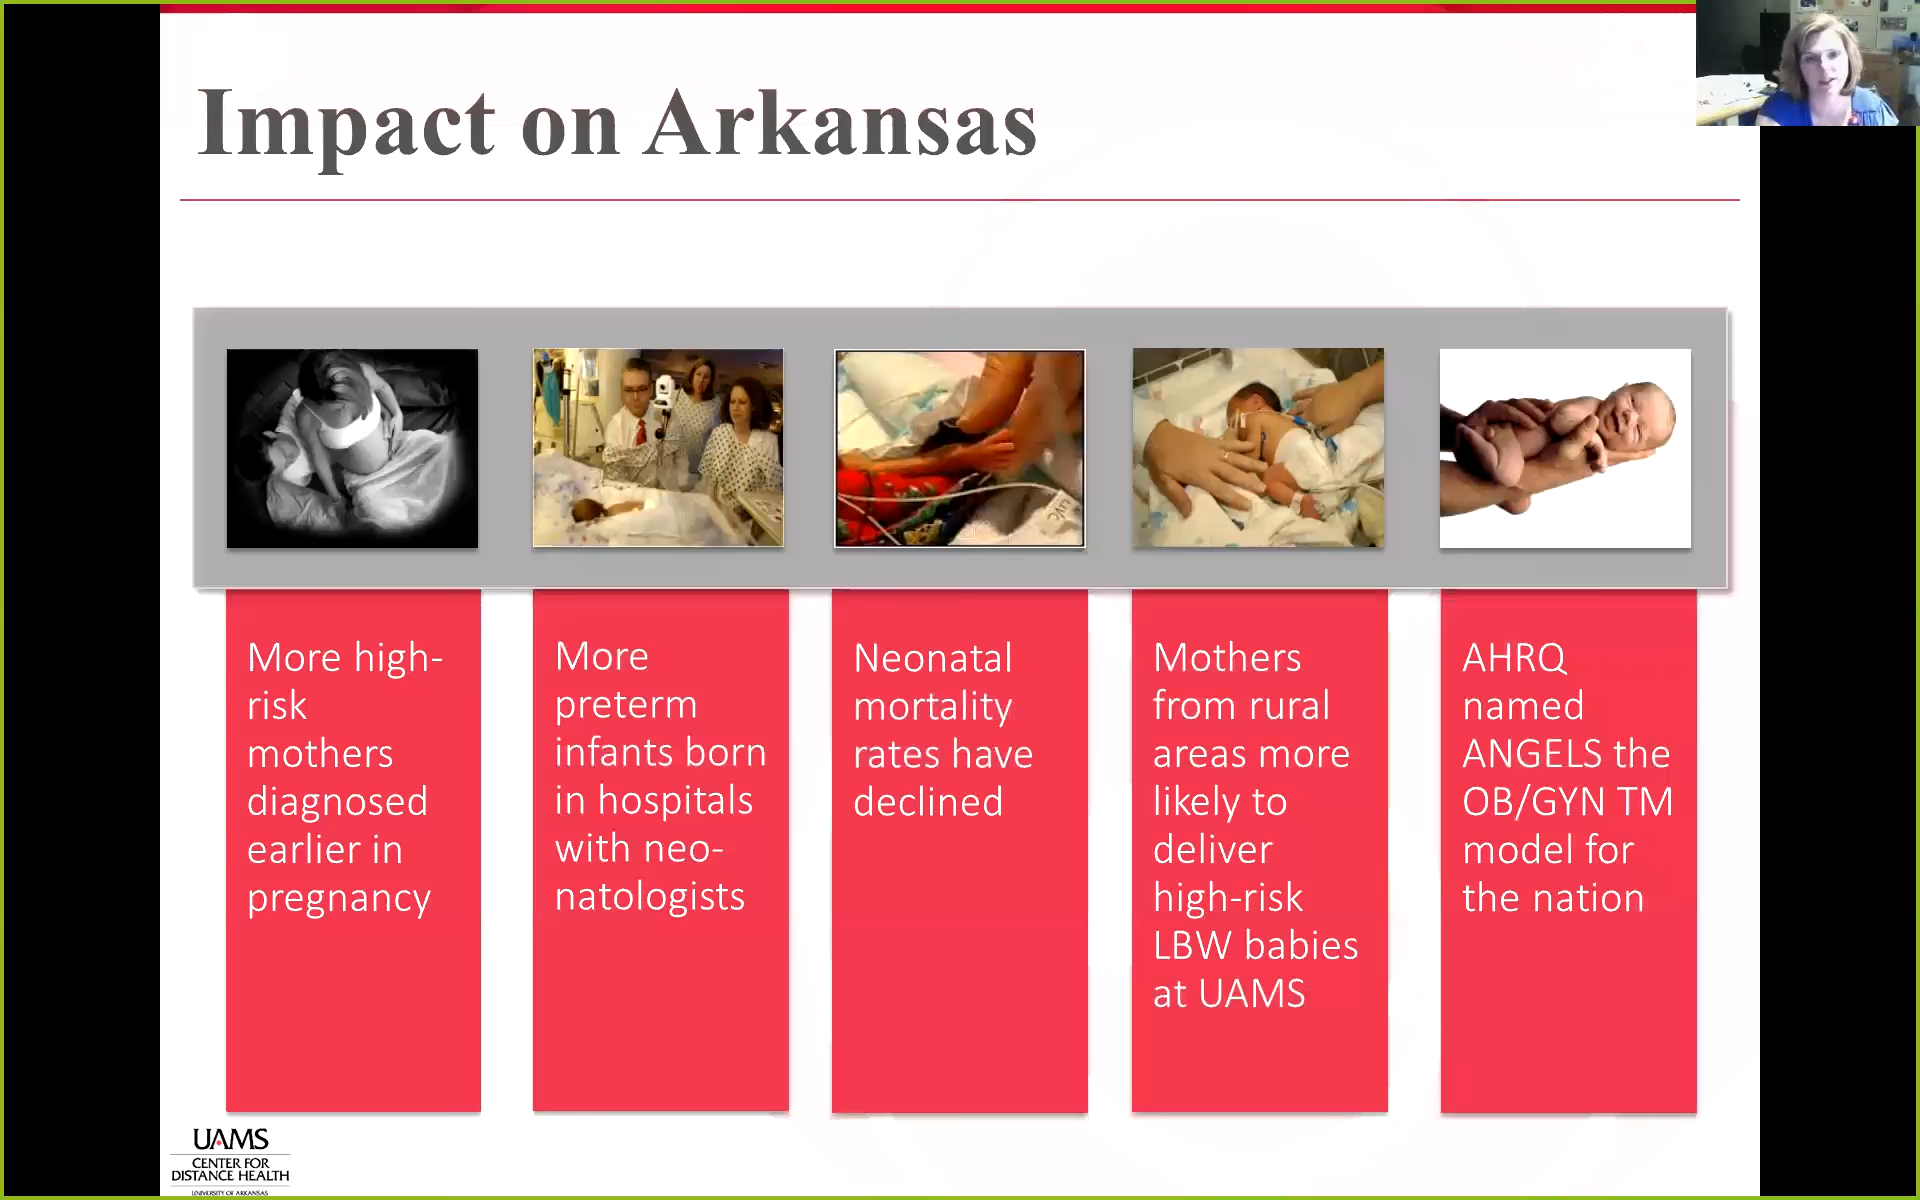 Impact on Arkansas
More high-
risk
mothers
diagnosed
earlier in
pregnancy
More
preterm
infants born
in hospitals
with neo-
natologists
Neonatal
mortality
rates have
declined
Mothers
from rural
areas more
likely to
deliver
high-risk
LBW babies
at UAMS
AHRQ
named
ANGELS the
OB/GYN TM
model for
the nation
UAMS
CENTER FOR
DISTANCE HEALTH
UNIVERSITY OF ARKANSAS